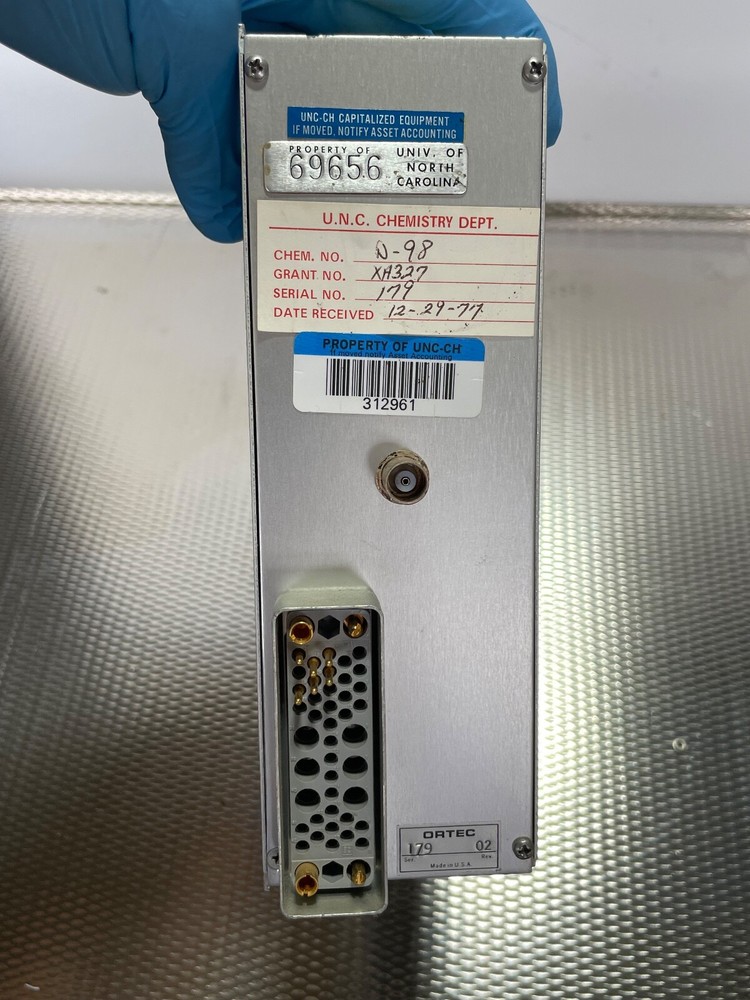 UNC-CH CAPITALIZED EQUIPMENT
IF MOVED, NOTIFY ASSET ACCOUNTING
PROPERTY OF
69656
UNIV. OF
NORTH
CAROLINA
U.N.C. CHEMISTRY DEPT.
CHEM. NO. D-98
GRANT NO. XA327
SERIAL NO. 179
DATE RECEIVED 12-29-77
PROPERTY OF UNC-CH
If moved notify Asset Accounting
312961
ORTEC
179 02
Ser. Rev.
Made in U.S.A.